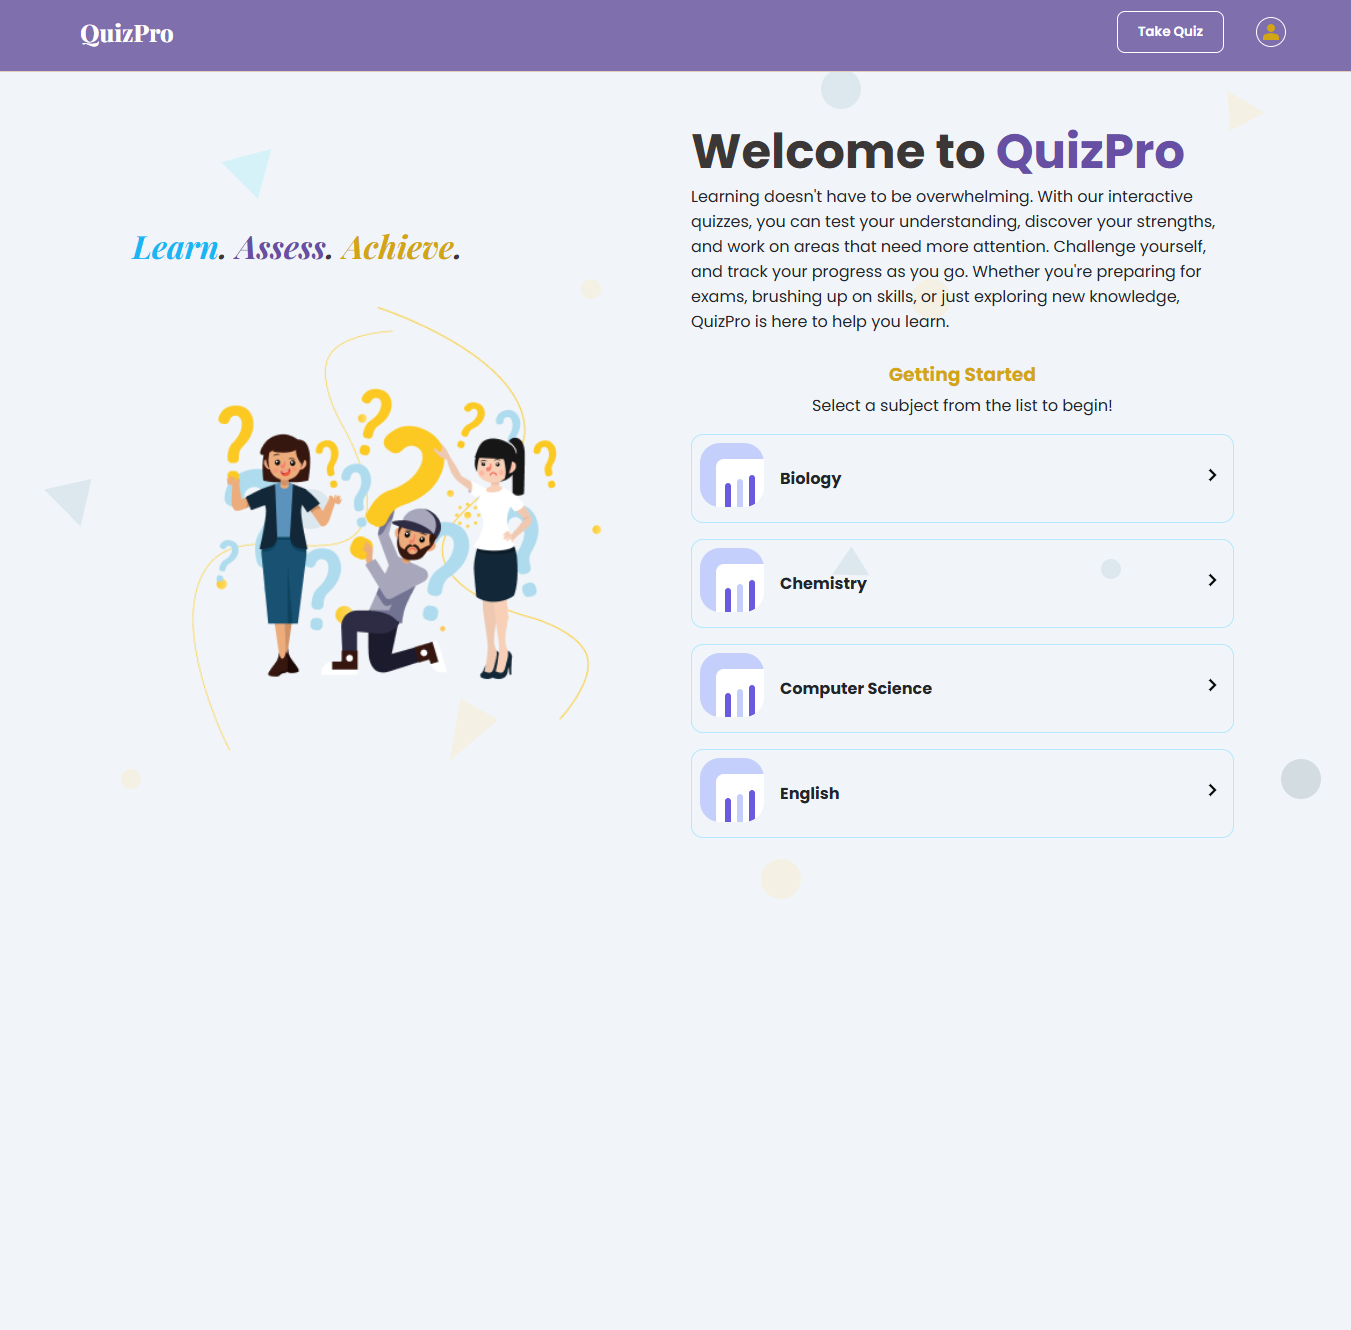 QuizPro
Take Quiz
Learn. Assess. Achieve.
Welcome to QuizPro
Learning doesn't have to be overwhelming. With our interactive
quizzes, you can test your understanding, discover your strengths,
and work on areas that need more attention. Challenge yourself,
and track your progress as you go. Whether you're preparing for
exams, brushing up on skills, or just exploring new knowledge,
QuizPro is here to help you learn.
Getting Started
Select a subject from the list to begin!
Biology
Chemistry
Computer Science
English